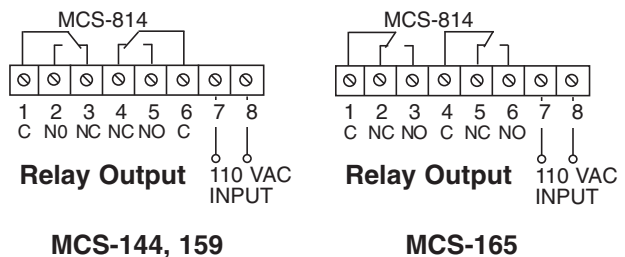 MCS-814 MCS-814
1 2 3 4 5 6 7 8 1 2 3 4 5 6 7 8
C N0 NC NC NO C C NC NO C NC NO
Relay Output 110 VAC Relay Output 110 VAC
INPUT INPUT
MCS-144, 159 MCS-165